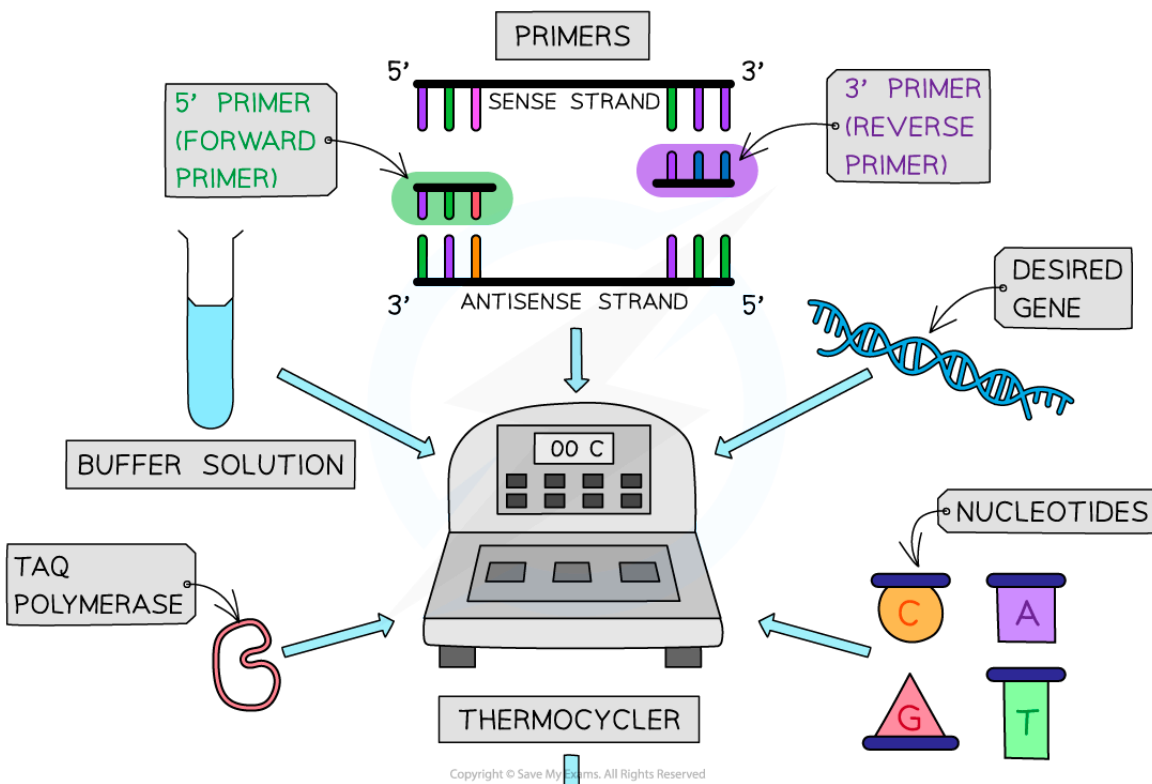 PRIMERS
5’
3’
SENSE STRAND
5’ PRIMER
(FORWARD
PRIMER)
3’ PRIMER
(REVERSE
PRIMER)
3’
ANTISENSE STRAND
5’
DESIRED
GENE
BUFFER SOLUTION
00 C
NUCLEOTIDES
TAQ
POLYMERASE
C
A
G
T
THERMOCYCLER
Copyright © Save My Exams. All Rights Reserved